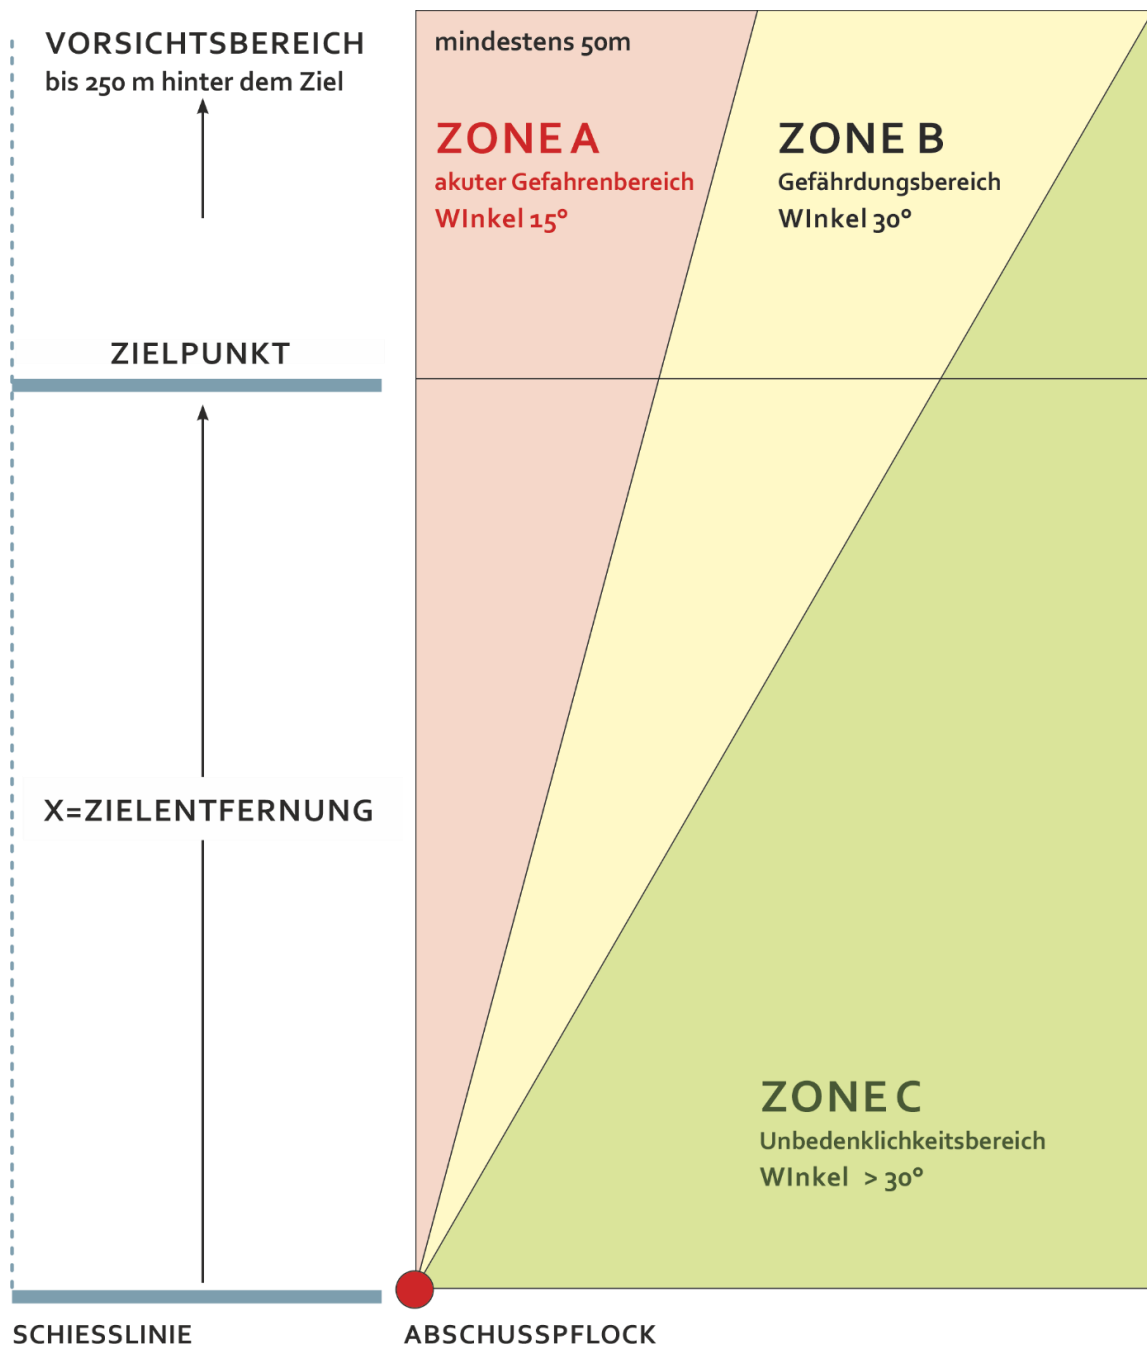 VORSICHTSBEREICH
bis 250 m hinter dem Ziel
mindestens 50m
ZONE A
akuter Gefahrenbereich
WInkel 15°
ZONE B
Gefährdungsbereich
WInkel 30°
ZIELPUNKT
X=ZIELENTFERNUNG
ZONE C
Unbedenklichkeitsbereich
WInkel > 30°
SCHIESSLINIE
ABSCHUSSPFLOCK